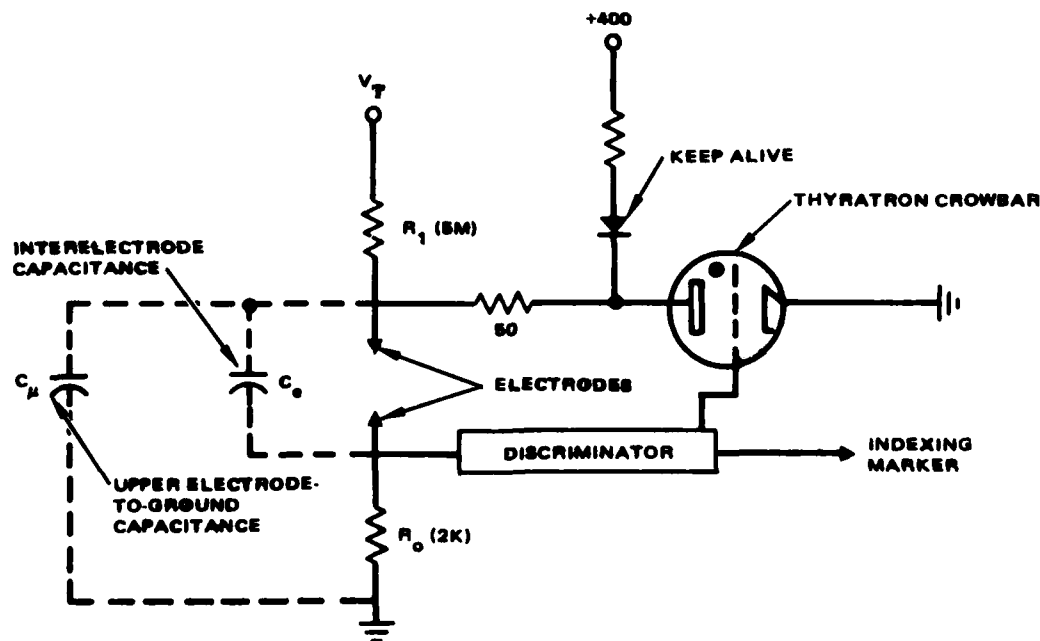 +400
V_T
KEEP ALIVE
THYRATRON CROWBAR
R_1 (5M)
INTERELECTRODE
CAPACITANCE
50
C_μ
C_e
ELECTRODES
DISCRIMINATOR
INDEXING
MARKER
UPPER ELECTRODE-
TO-GROUND
CAPACITANCE
R_o (2K)